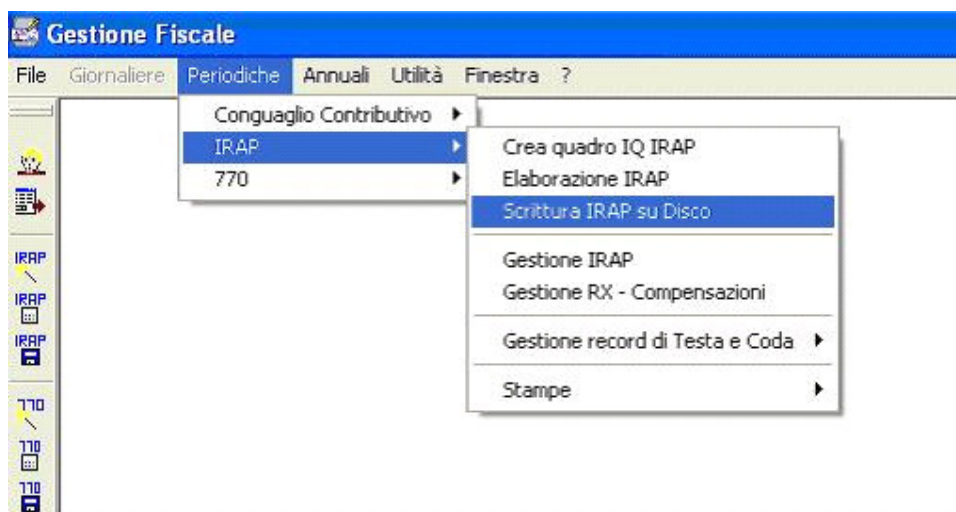 Gestione Fiscale
File Giornaliere Periodiche Annuali Utilità Finestra ?
Conguaglio Contributivo
IRAP
770
Crea quadro IQ IRAP
Elaborazione IRAP
Scrittura IRAP su Disco
Gestione IRAP
Gestione RX - Compensazioni
Gestione record di Testa e Coda
Stampe
IRAP
IRAP
IRAP
770
770
770